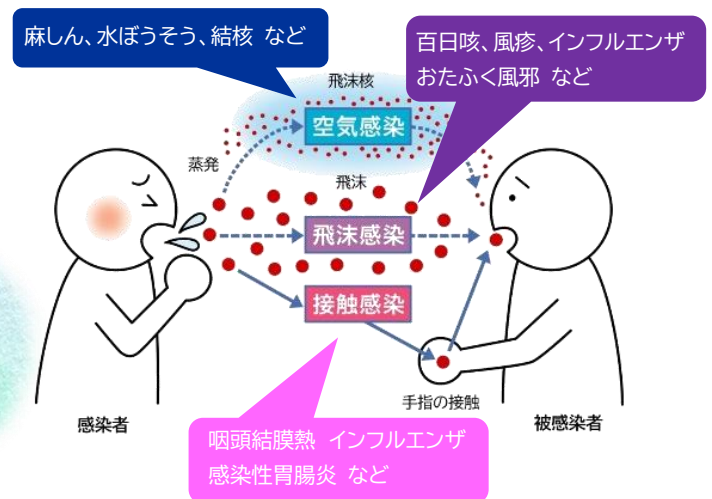 麻しん、水ぼうそう、結核 など
百日咳、風疹、インフルエンザ
おたふく風邪 など
飛沫核
空気感染
蒸発
飛沫
飛沫感染
接触感染
手指の接触
感染者
被感染者
咽頭結膜熱 インフルエンザ
感染性胃腸炎 など